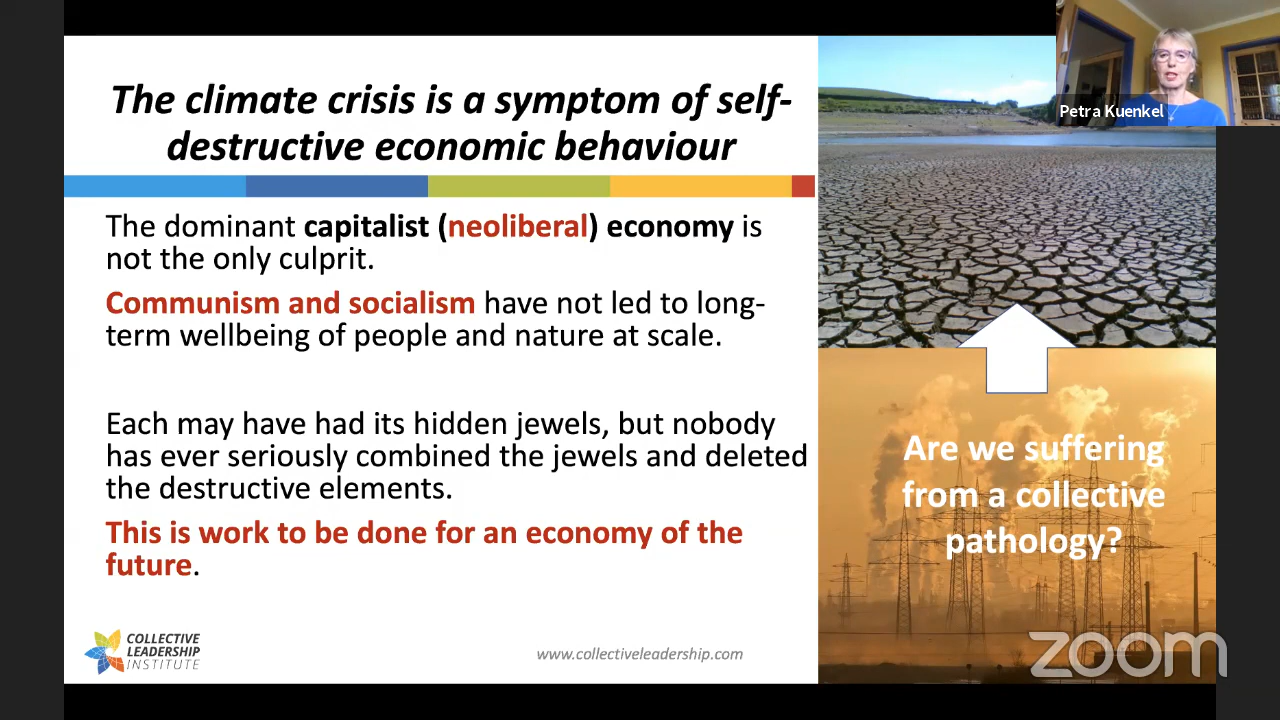 The climate crisis is a symptom of self-
destructive economic behaviour
Petra Kuenkel
The dominant capitalist (neoliberal) economy is
not the only culprit.
Communism and socialism have not led to long-
term wellbeing of people and nature at scale.
Each may have had its hidden jewels, but nobody
has ever seriously combined the jewels and deleted
the destructive elements.
This is work to be done for an economy of the
future.
Are we suffering
from a collective
pathology?
COLLECTIVE
LEADERSHIP
INSTITUTE
www.collectiveleadership.com
zoom